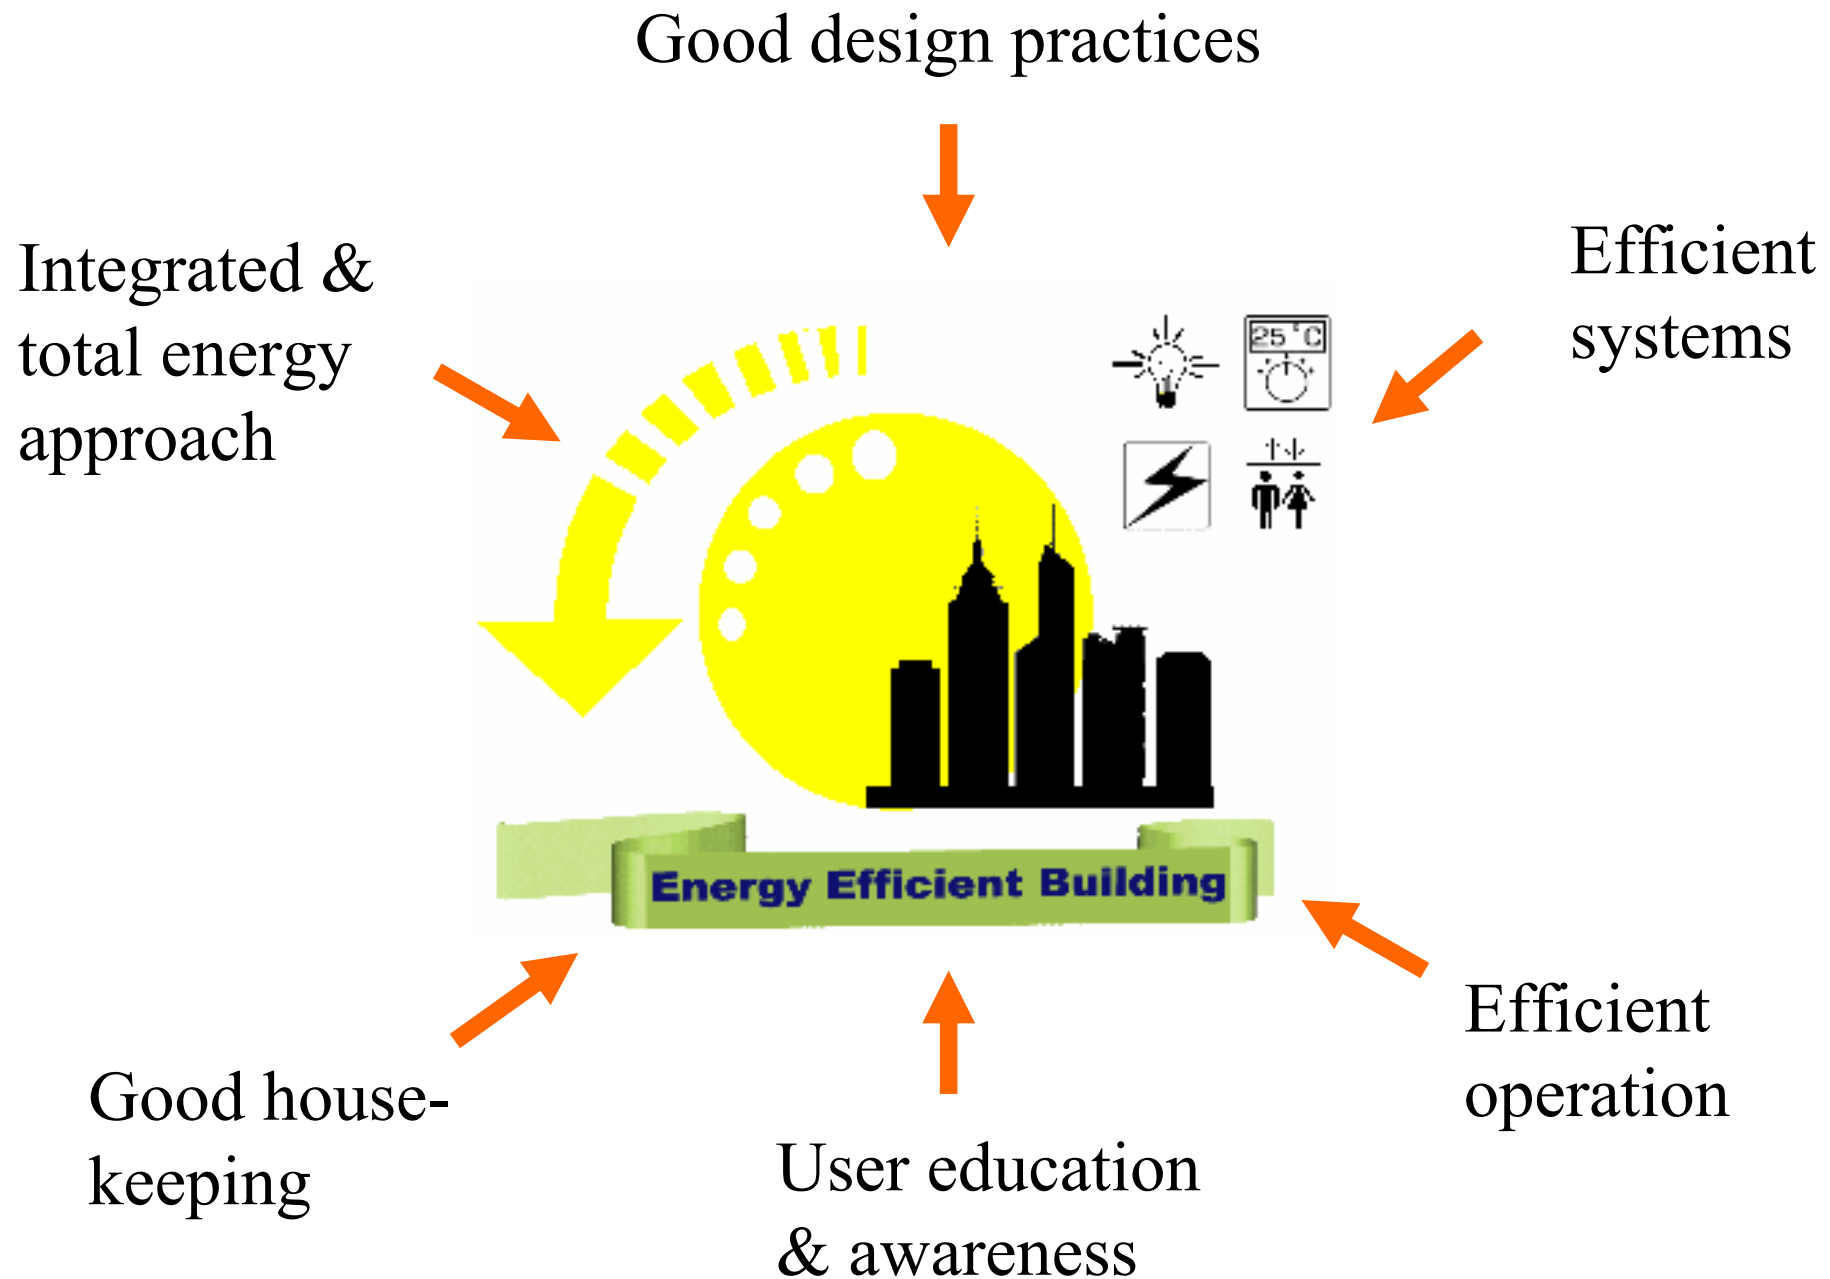 Good design practices
Integrated &
total energy
approach
Efficient
systems
25°C
Energy Efficient Building
Efficient
operation
Good house-
keeping
User education
& awareness